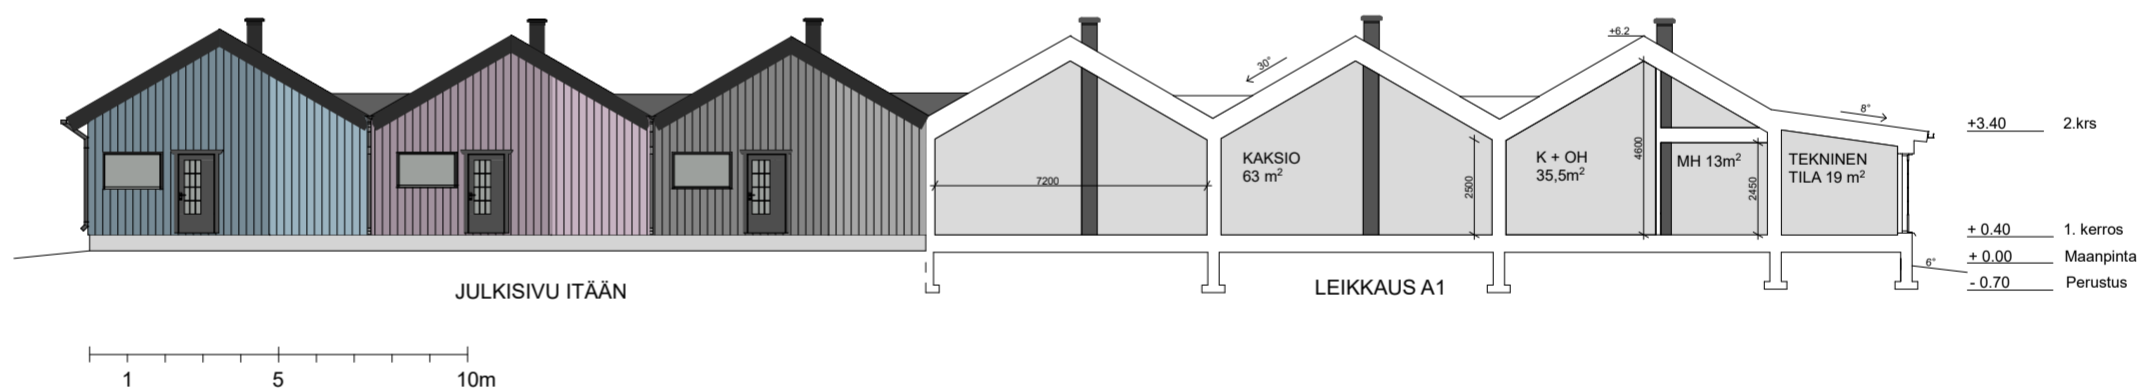 +6.2
30°
8°
+3.40 2.krs
KAKSIO
63 m²
K + OH
35,5m²
4600
MH 13m²
TEKNINEN
TILA 19 m²
7200
2500
2450
+ 0.40 1. kerros
+ 0.00 Maanpinta
6°
- 0.70 Perustus
JULKISIVU ITÄÄN
LEIKKAUS A1
1 5 10m